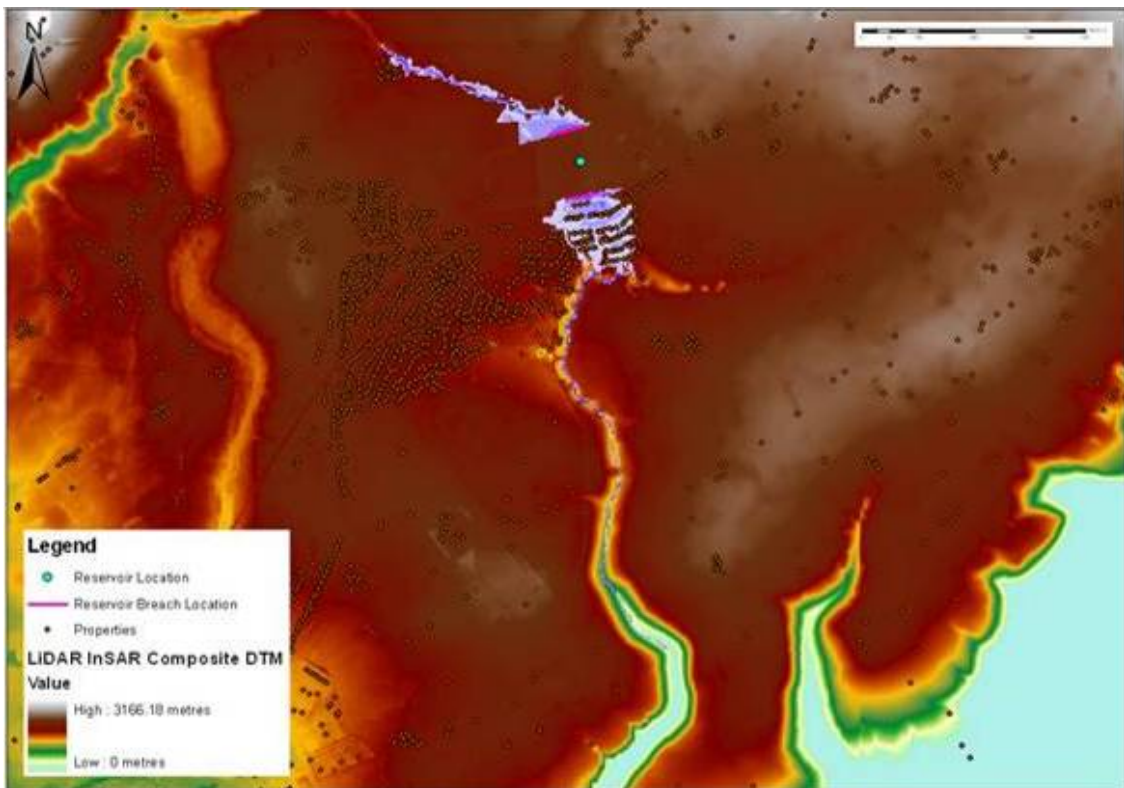 N
Legend
Reservoir Location
Reservoir Breach Location
Properties
LiDAR InSAR Composite DTM
Value
High : 3166.18 metres
Low : 0 metres